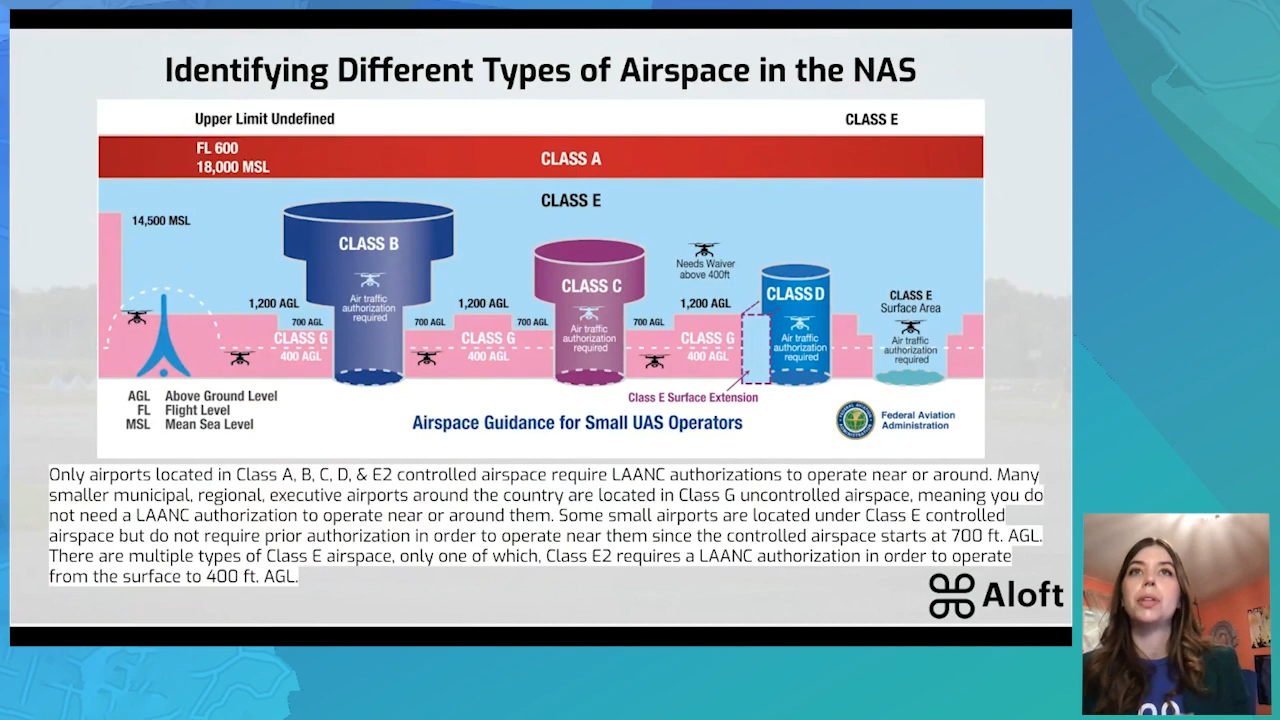 Identifying Different Types of Airspace in the NAS
Upper Limit Undefined
CLASS E
FL 600
18,000 MSL
CLASS A
CLASS E
14,500 MSL
CLASS B
Air traffic
authorization
required
CLASS C
Air traffic
authorization
required
Needs Waiver
above 400ft
CLASS D
Air traffic
authorization
required
CLASS E
Surface Area
Air traffic
authorization
required
1,200 AGL
700 AGL
CLASS G
400 AGL
700 AGL
1,200 AGL
CLASS G
400 AGL
700 AGL
700 AGL
1,200 AGL
CLASS G
400 AGL
Class E Surface Extension
AGL Above Ground Level
FL Flight Level
MSL Mean Sea Level
Airspace Guidance for Small UAS Operators
Federal Aviation
Administration
Only airports located in Class A, B, C, D, & E2 controlled airspace require LAANC authorizations to operate near or around. Many
smaller municipal, regional, executive airports around the country are located in Class G uncontrolled airspace, meaning you do
not need a LAANC authorization to operate near or around them. Some small airports are located under Class E controlled
airspace but do not require prior authorization in order to operate near them since the controlled airspace starts at 700 ft. AGL.
There are multiple types of Class E airspace, only one of which, Class E2 requires a LAANC authorization in order to operate
from the surface to 400 ft. AGL.
Aloft